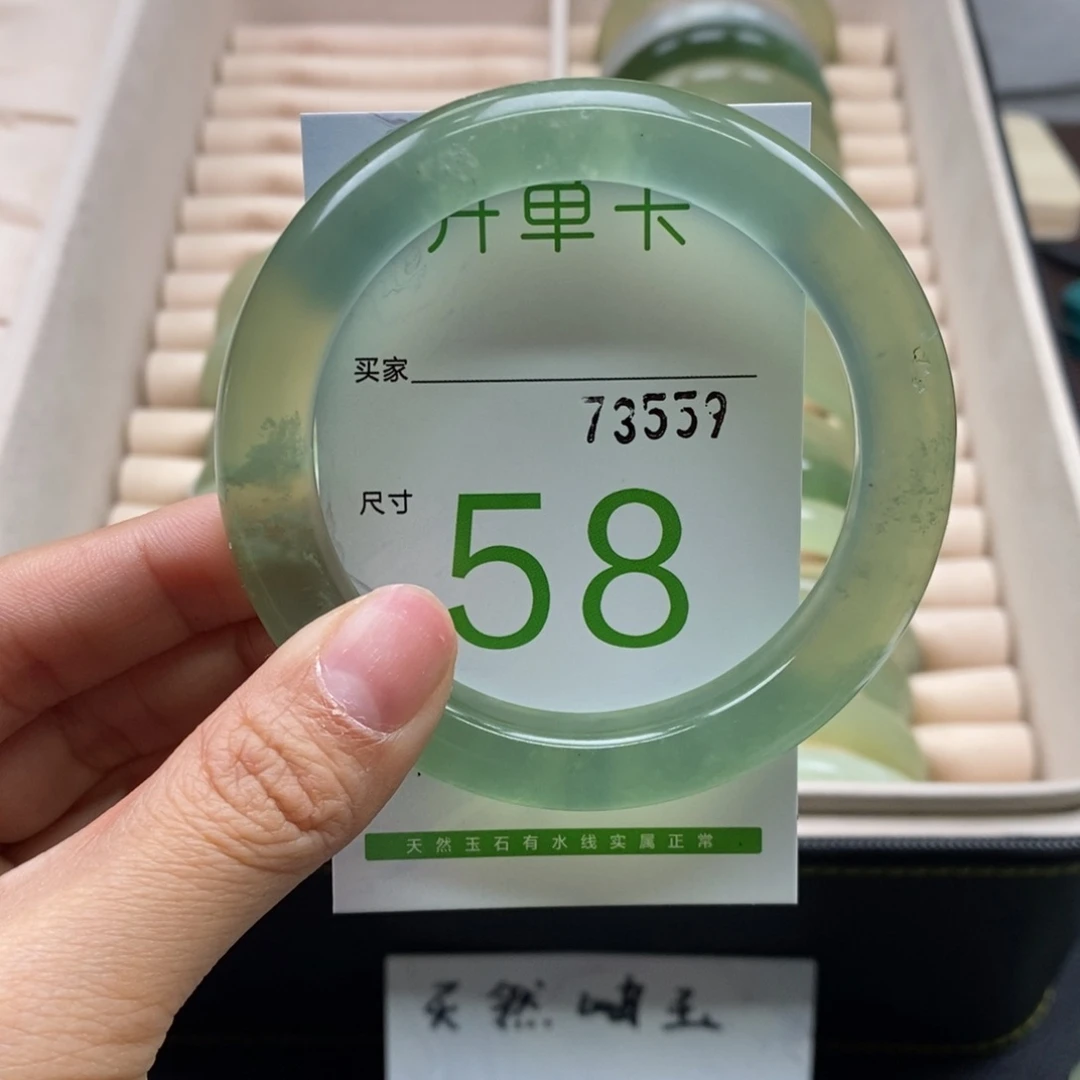 开单卡
买家
73559
尺寸 58
天然玉石有水线实属正常
天然岫玉